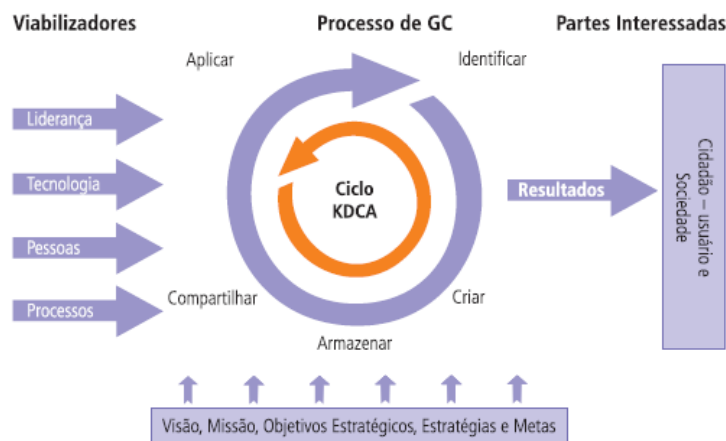 Viabilizadores
Processo de GC
Partes Interessadas
Aplicar
Identificar
Liderança
Tecnologia
Pessoas
Processos
Ciclo
KDCA
Resultados
Cidadão – usuário e
Sociedade
Compartilhar
Criar
Armazenar
Visão, Missão, Objetivos Estratégicos, Estratégias e Metas